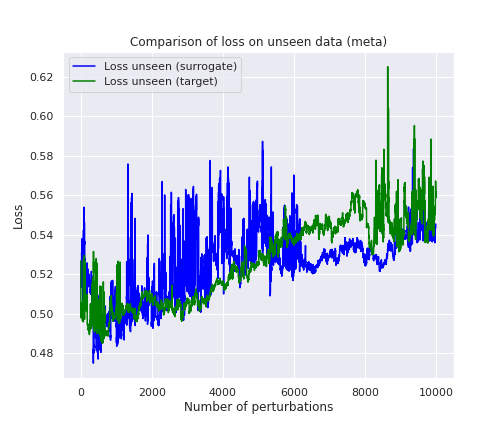 Comparison of loss on unseen data (meta)
Loss unseen (surrogate)
Loss unseen (target)
Loss
0.62
0.60
0.58
0.56
0.54
0.52
0.50
0.48
0 2000 4000 6000 8000 10000
Number of perturbations